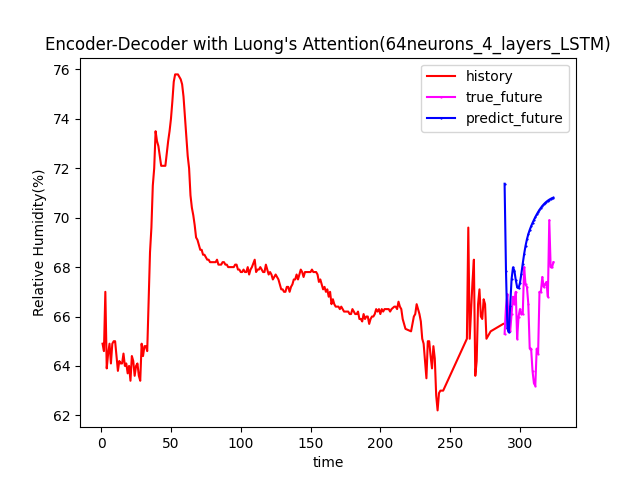 Encoder-Decoder with Luong's Attention(64neurons_4_layers_LSTM)
history
true_future
predict_future
Relative Humidity(%)
76
74
72
70
68
66
64
62
0 50 100 150 200 250 300
time